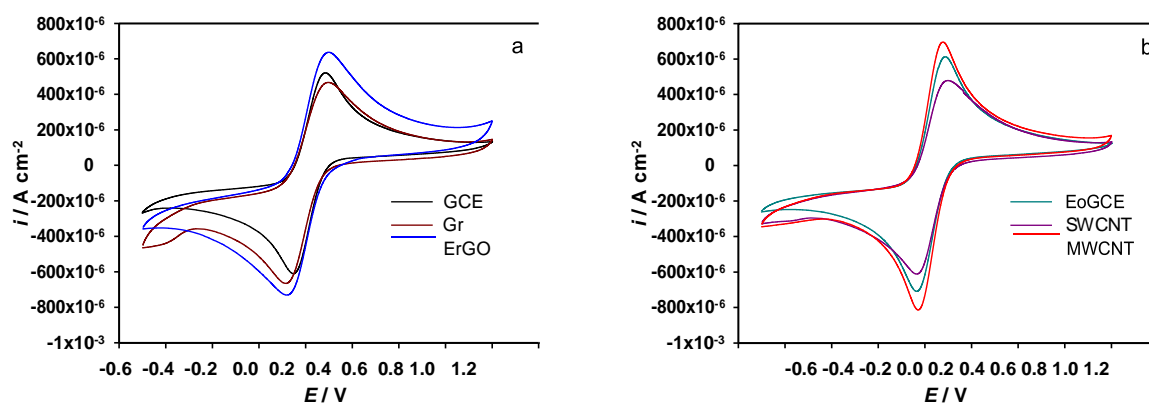 800x10-6
600x10-6
400x10-6
200x10-6
0
-200x10-6
-400x10-6
-600x10-6
-800x10-6
-1x10-3
i / A cm-2
a
GCE
Gr
ErGO
-0.6 -0.4 -0.2 0.0 0.2 0.4 0.6 0.8 1.0 1.2
E / V
800x10-6
600x10-6
400x10-6
200x10-6
0
-200x10-6
-400x10-6
-600x10-6
-800x10-6
-1x10-3
i / A cm-2
b
EoGCE
SWCNT
MWCNT
-0.6 -0.4 -0.2 0.0 0.2 0.4 0.6 0.8 1.0 1.2
E / V